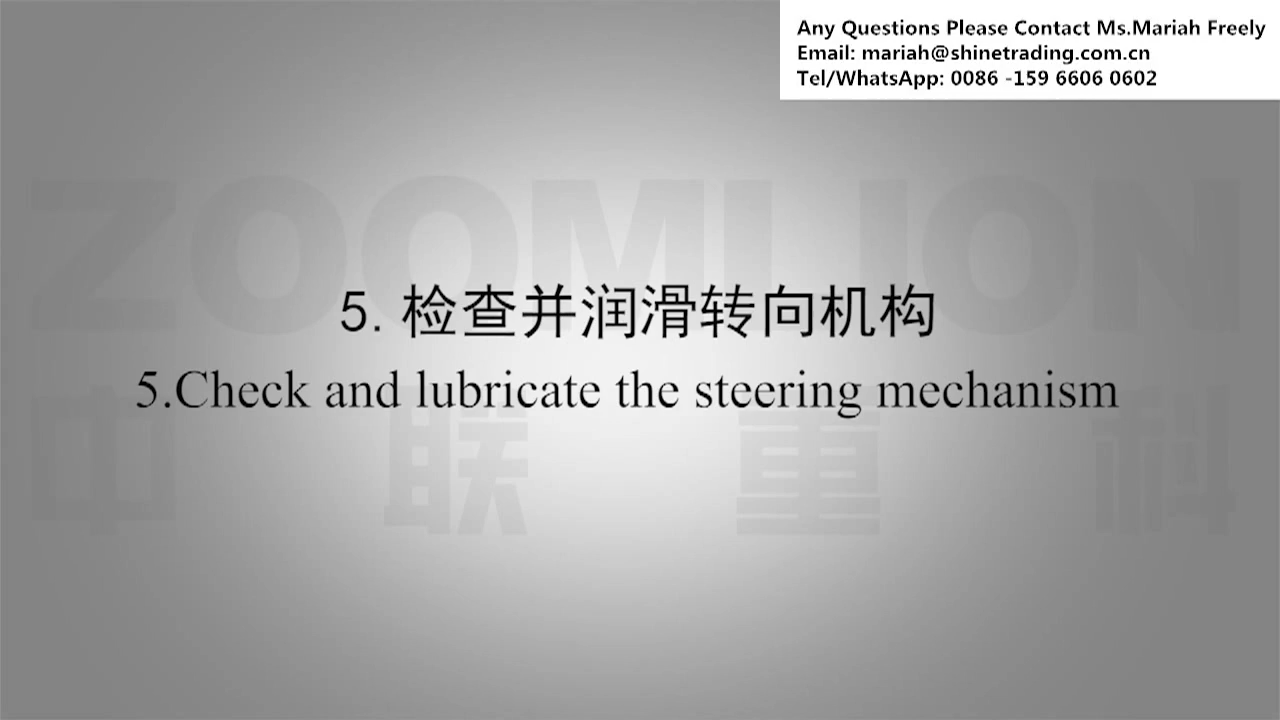 Any Questions Please Contact Ms.Mariah Freely
Email: mariah@shinetrading.com.cn
Tel/WhatsApp: 0086 -159 6606 0602
ZOOMLION
5.检查并润滑转向机构
5.Check and lubricate the steering mechanism
中联重科